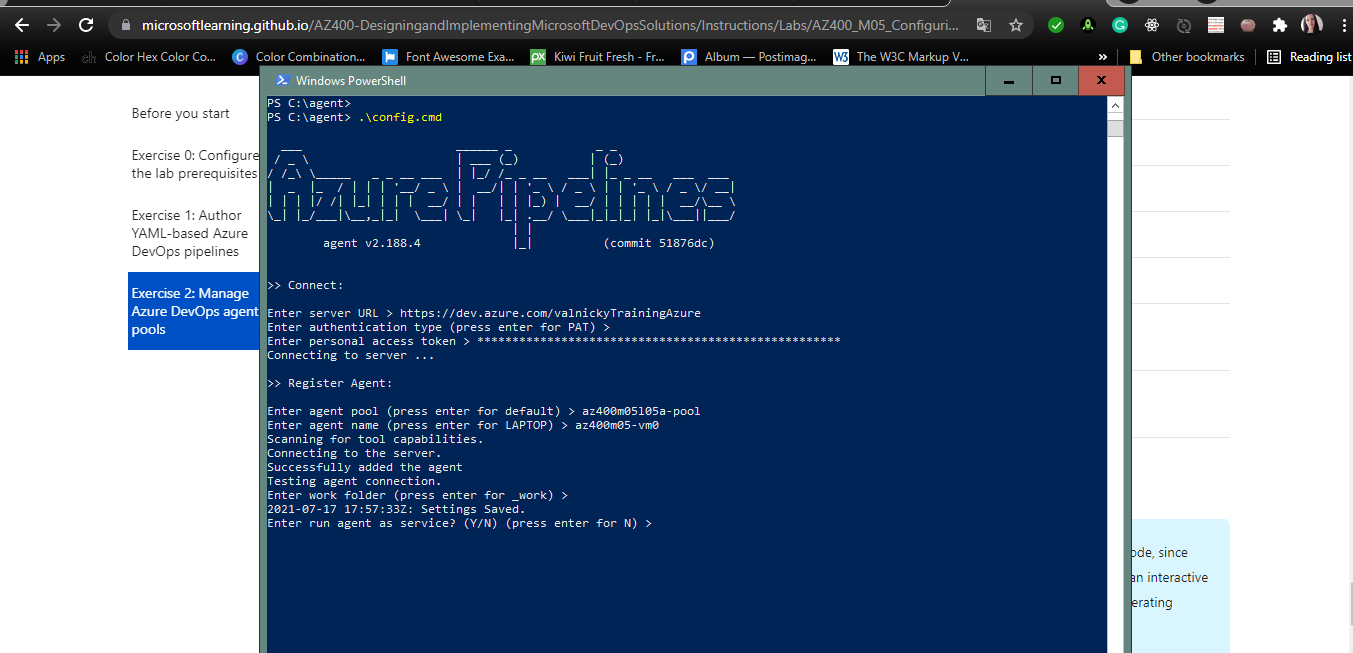 microsoftlearning.github.io/AZ400-DesigningandImplementingMicrosoftDevOpsSolutions/Instructions/Labs/AZ400_M05_Configuri...
Apps
Color Hex Color Co...
Color Combination...
Font Awesome Exa...
Kiwi Fruit Fresh - Fr...
Album — Postimag...
The W3C Markup V...
»
Other bookmarks
Reading list
Before you start
Exercise 0: Configure
the lab prerequisites
Exercise 1: Author
YAML-based Azure
DevOps pipelines
Exercise 2: Manage
Azure DevOps agent
pools
Windows PowerShell
PS C:\agent>
PS C:\agent> .\config.cmd
Azure Pipelines
agent v2.188.4 (commit 51876dc)
>> Connect:
Enter server URL > https://dev.azure.com/valnickyTrainingAzure
Enter authentication type (press enter for PAT) >
Enter personal access token > ****************************************************
Connecting to server ...
>> Register Agent:
Enter agent pool (press enter for default) > az400m05l05a-pool
Enter agent name (press enter for LAPTOP) > az400m05-vm0
Scanning for tool capabilities.
Connecting to the server.
Successfully added the agent
Testing agent connection.
Enter work folder (press enter for _work) >
2021-07-17 17:57:33Z: Settings Saved.
Enter run agent as service? (Y/N) (press enter for N) >
ode, since
an interactive
erating